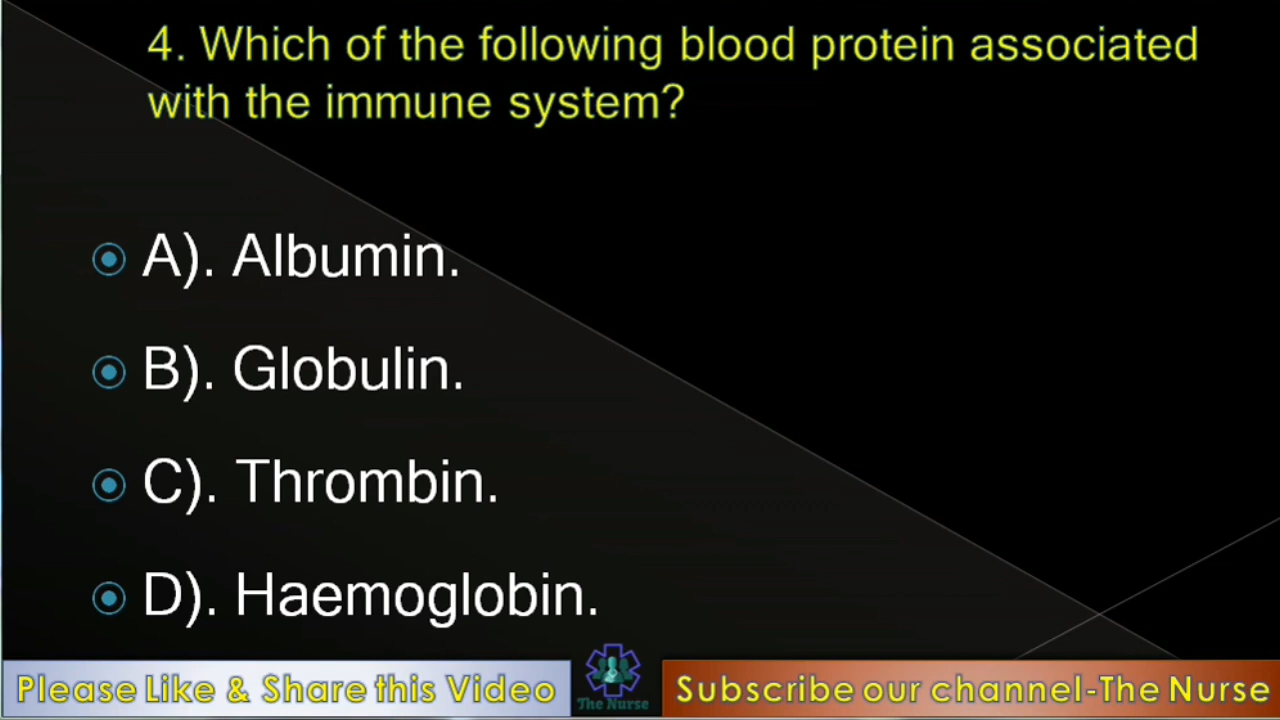 4. Which of the following blood protein associated
with the immune system?
A). Albumin.
B). Globulin.
C). Thrombin.
D). Haemoglobin.
Please Like & Share this Video
The Nurse
Subscribe our channel-The Nurse